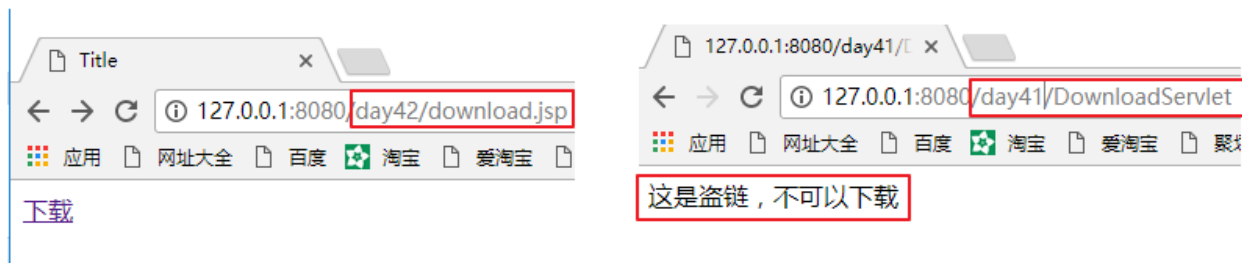 Title
127.0.0.1:8080/day42/download.jsp
应用 网址大全 百度 淘宝 爱淘宝
下载
127.0.0.1:8080/day41/
127.0.0.1:8080/day41/DownloadServlet
应用 网址大全 百度 淘宝 爱淘宝
这是盗链，不可以下载